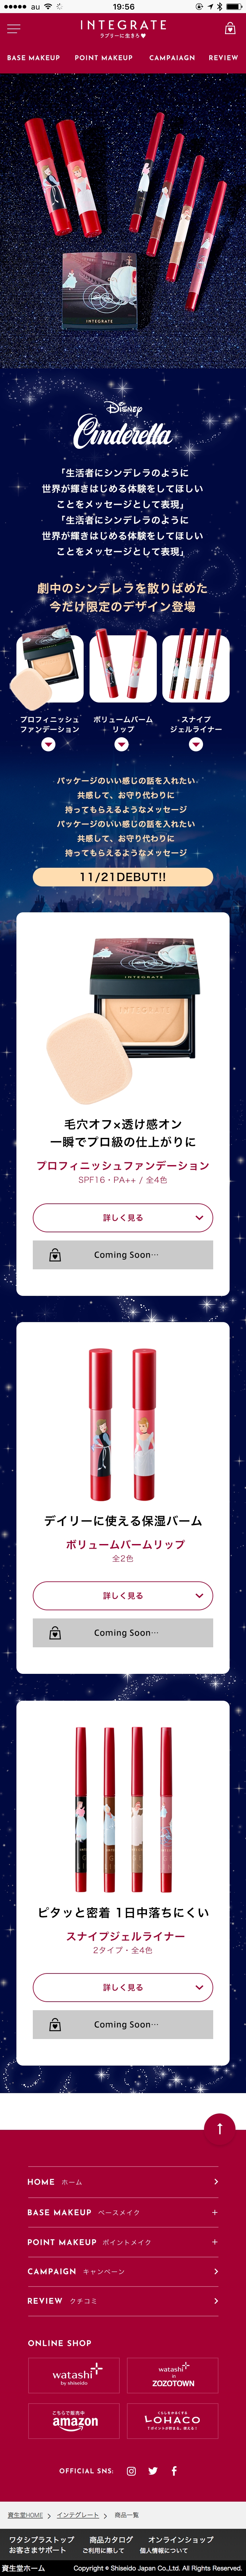 au 19:56
INTEGRATE
ラブリーに生きろ♥
BASE MAKEUP POINT MAKEUP CAMPAIAGN REVIEW
INTEGRATE
Disney
Cinderella
「生活者にシンデレラのように
世界が輝きはじめる体験をしてほしい
ことをメッセージとして表現」
「生活者にシンデレラのように
世界が輝きはじめる体験をしてほしい
ことをメッセージとして表現」
劇中のシンデレラを散りばめた
今だけ限定のデザイン登場
プロフィニッシュ
ファンデーション
ボリュームバーム
リップ
スナイプ
ジェルライナー
パッケージのいい感じの話を入れたい
共感して、お守り代わりに
持ってもらえるようなメッセージ
パッケージのいい感じの話を入れたい
共感して、お守り代わりに
持ってもらえるようなメッセージ
11/21DEBUT!!
INTEGRATE
毛穴オフ×透け感オン
一瞬でプロ級の仕上がりに
プロフィニッシュファンデーション
SPF16・PA++ / 全4色
詳しく見る
Coming Soon…
デイリーに使える保湿バーム
ボリュームバームリップ
全2色
詳しく見る
Coming Soon…
ピタッと密着 1日中落ちにくい
スナイプジェルライナー
2タイプ・全4色
詳しく見る
Coming Soon…
HOME ホーム
BASE MAKEUP ベースメイク
POINT MAKEUP ポイントメイク
CAMPAIGN キャンペーン
REVIEW クチコミ
ONLINE SHOP
watashi+
by shiseido
watashi+
in
ZOZOTOWN
こちらで販売中
amazon
くらしをかるくする
LOHACO
Tポイントが貯まる、使える！
OFFICIAL SNS:
資生堂HOME > インテグレート > 商品一覧
ワタシプラストップ 商品カタログ オンラインショップ
お客さまサポート ご利用に際して 個人情報について
資生堂ホーム Copyright © Shiseido Japan Co.,Ltd. All Rights Reserved.